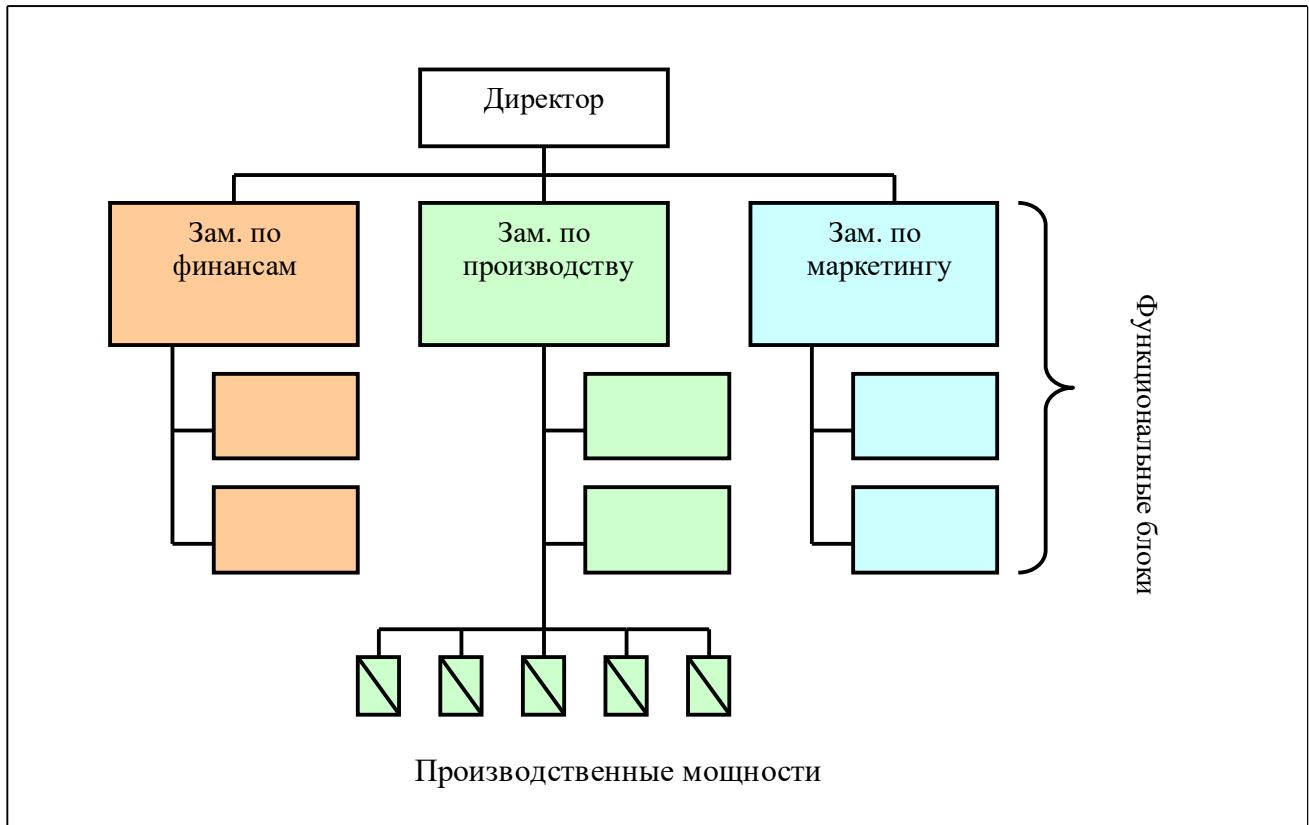 Директор
Зам. по
финансам
Зам. по
производству
Зам. по
маркетингу
Функциональные блоки
Производственные мощности